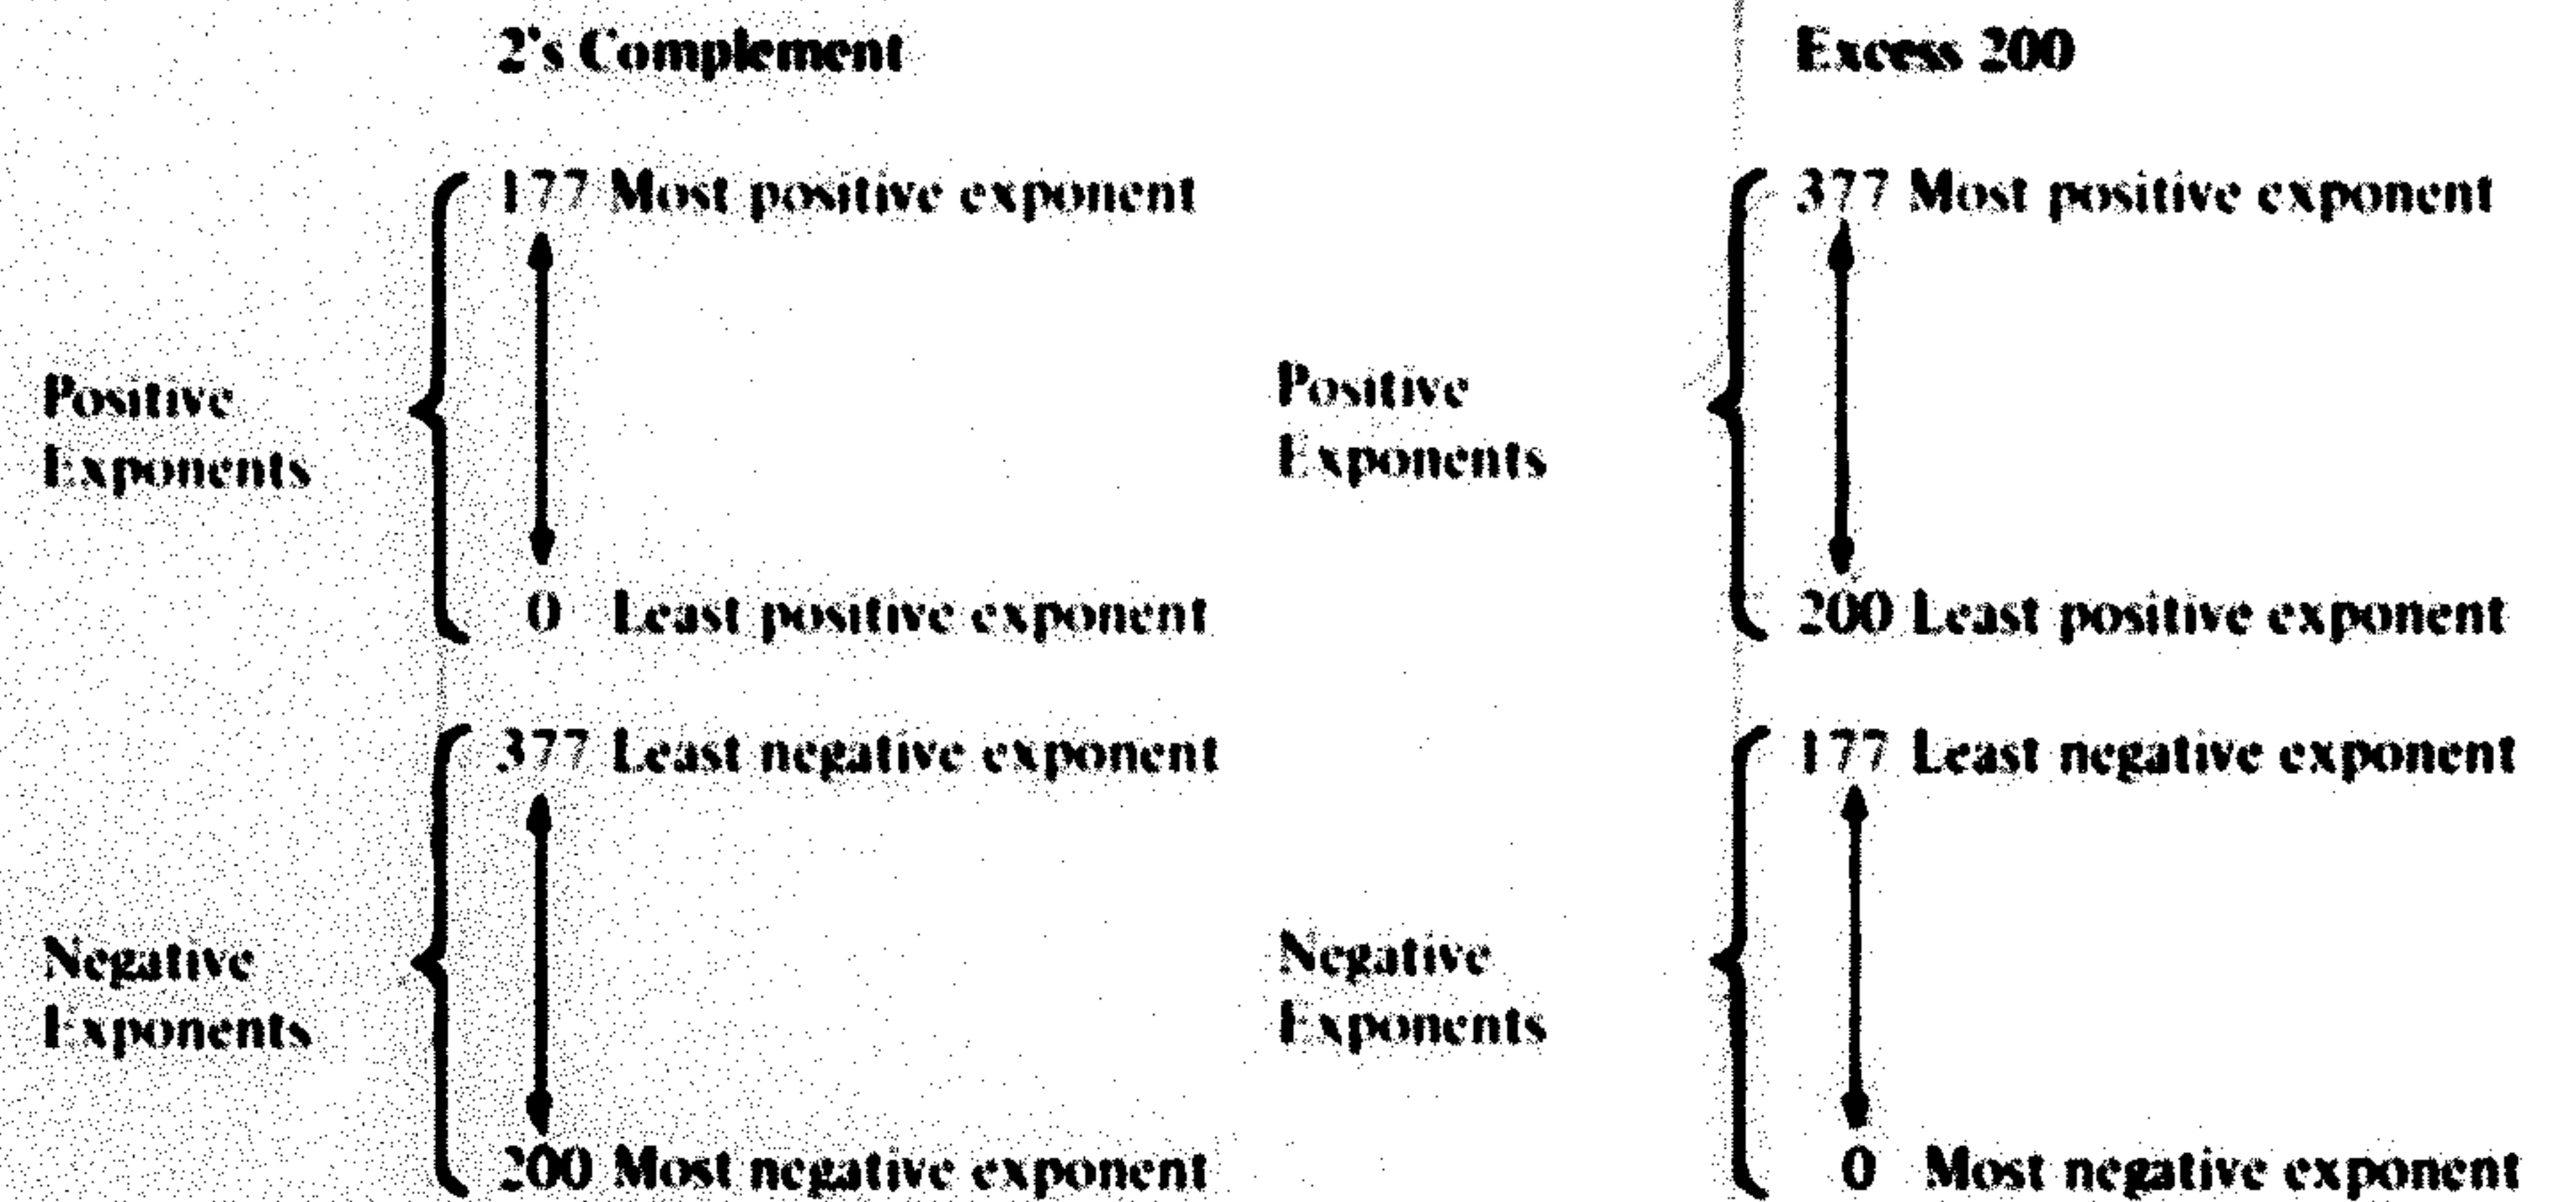 2's Complement
177 Most positive exponent
Positive
Exponents
0 Least positive exponent
377 Least negative exponent
Negative
Exponents
200 Most negative exponent
Excess 200
377 Most positive exponent
Positive
Exponents
200 Least positive exponent
177 Least negative exponent
Negative
Exponents
0 Most negative exponent